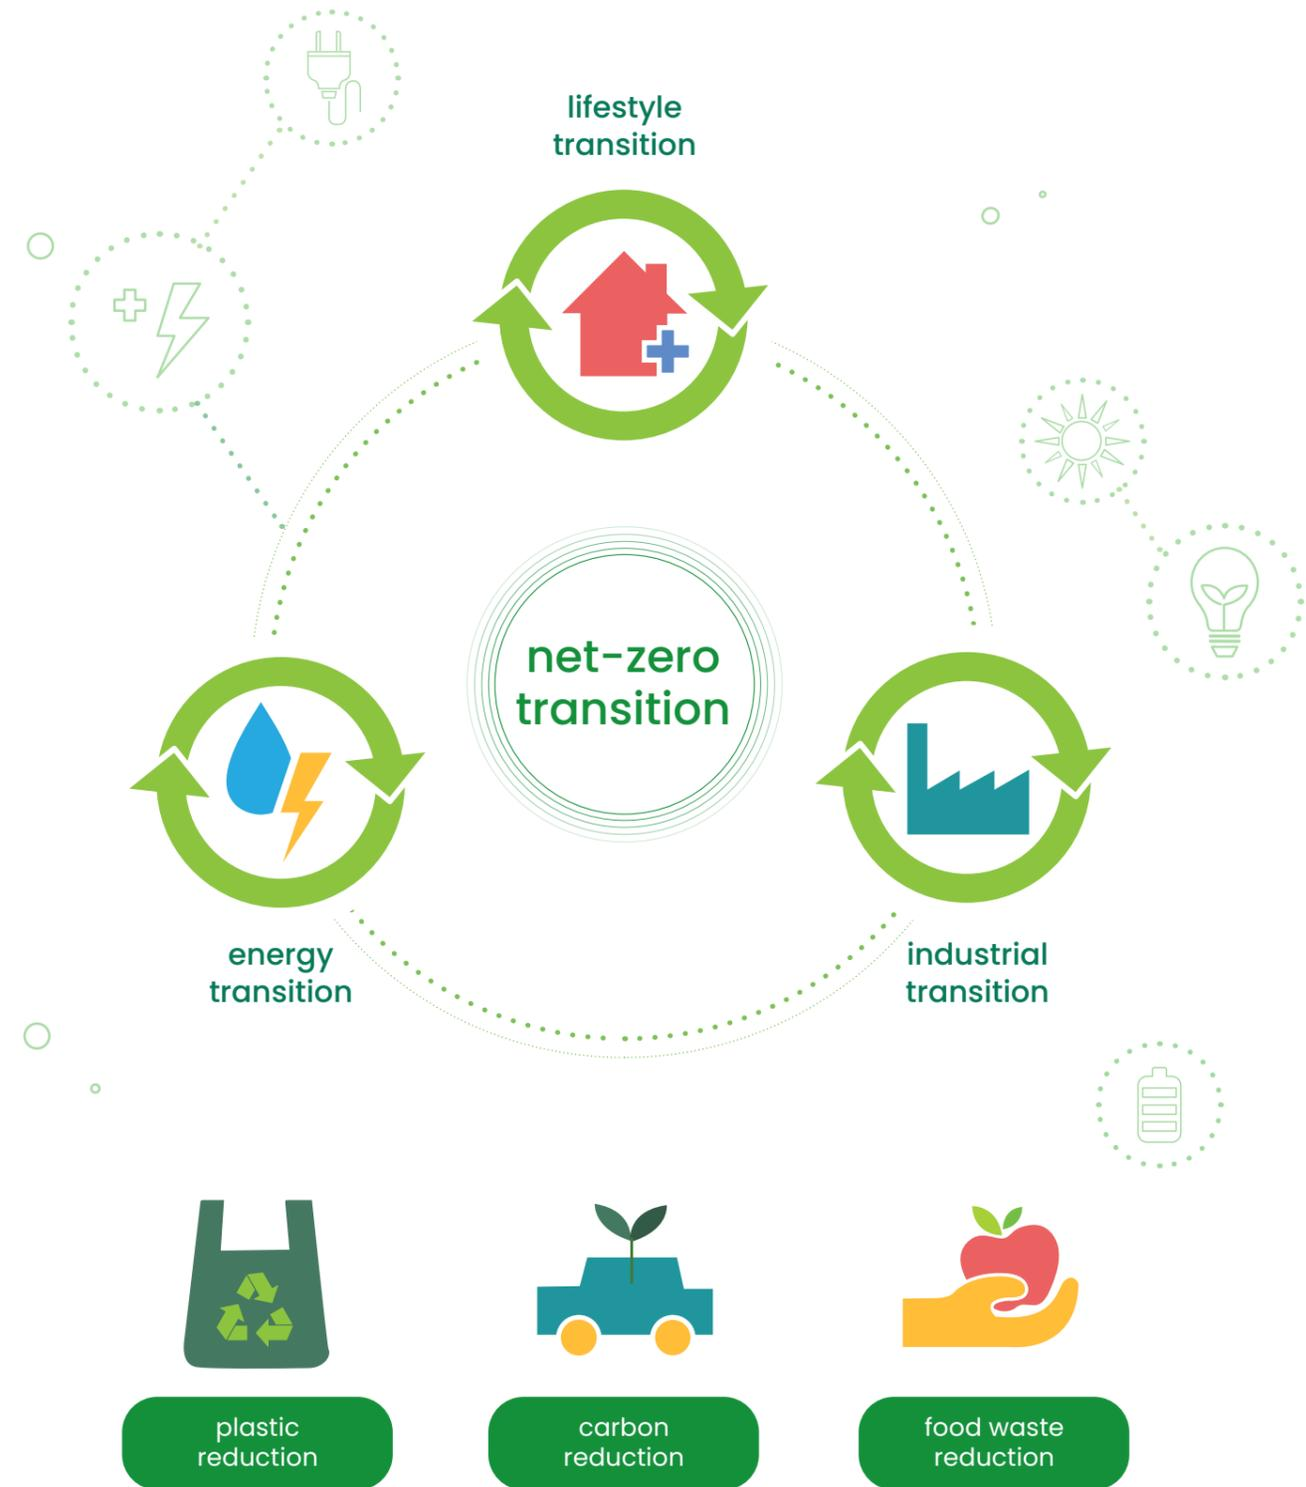 lifestyle
transition
net-zero
transition
energy
transition
industrial
transition
plastic
reduction
carbon
reduction
food waste
reduction